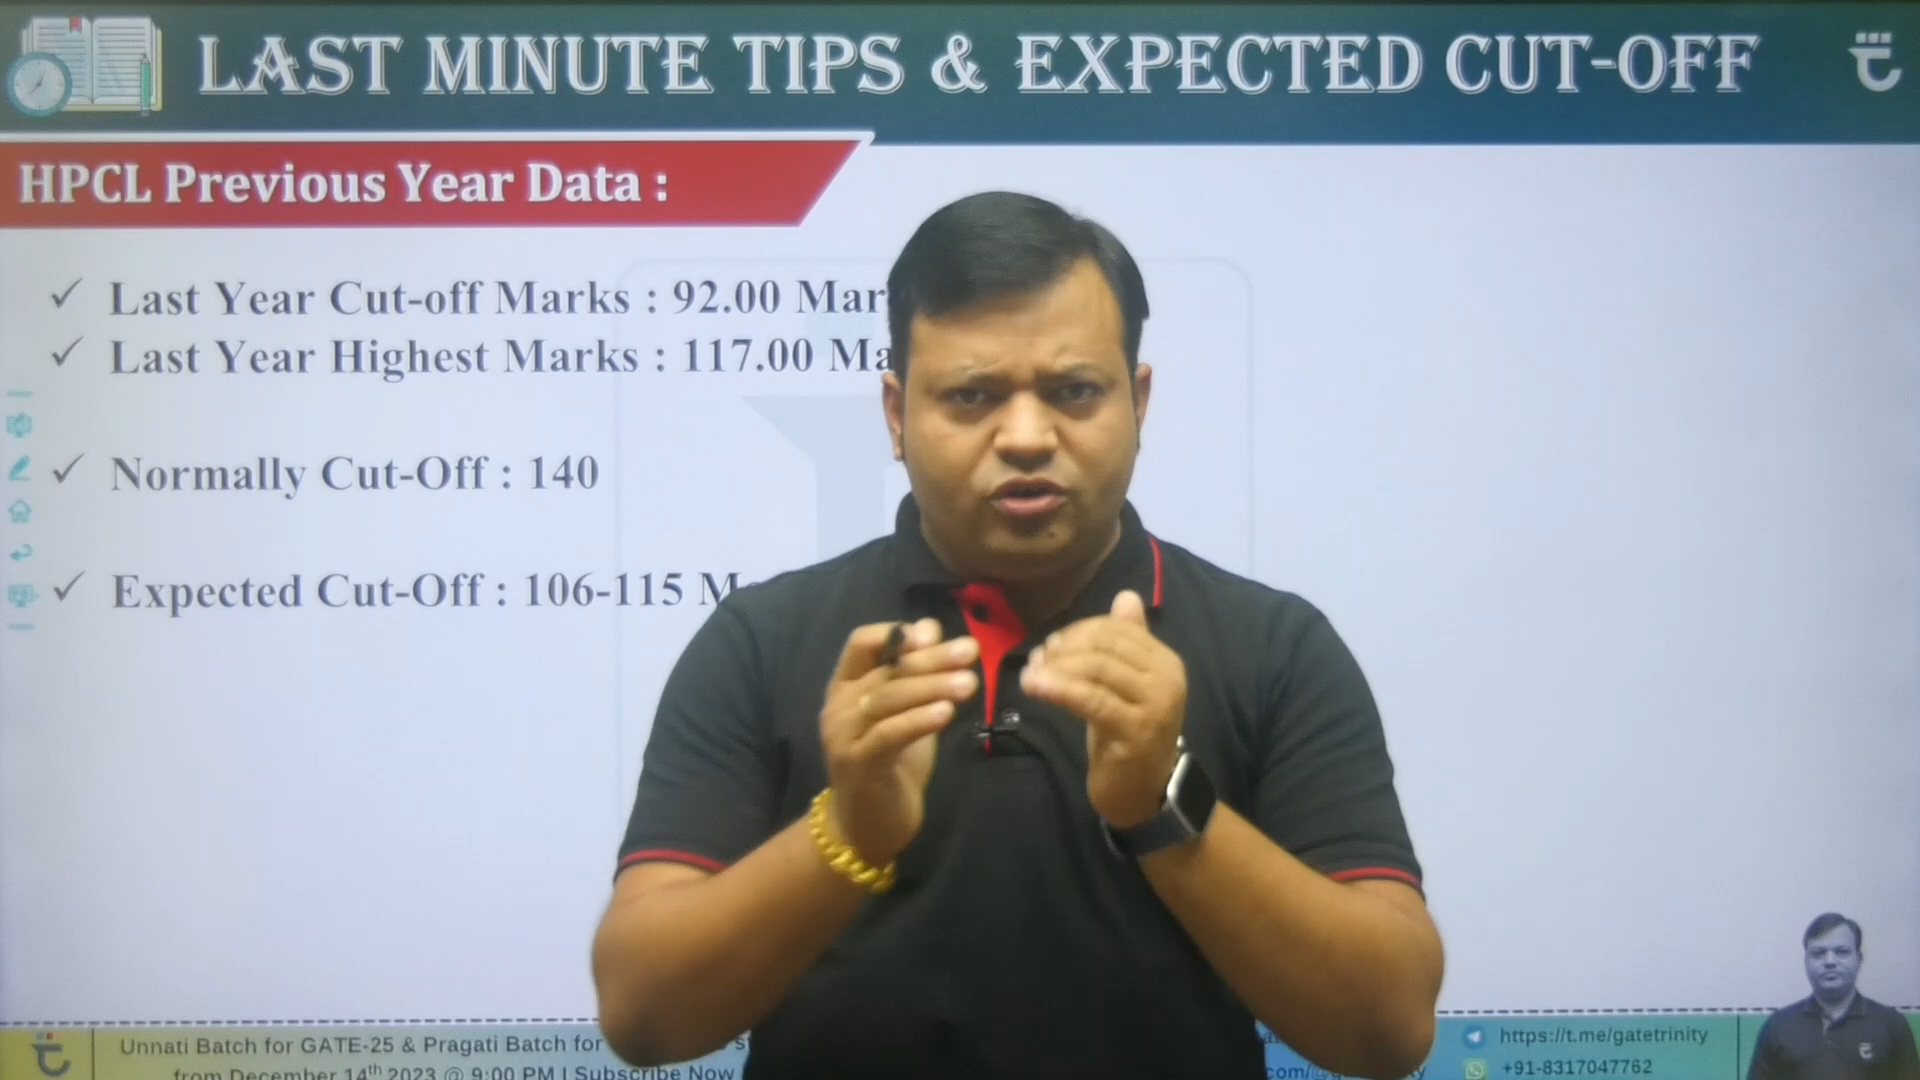 LAST MINUTE TIPS & EXPECTED CUT-OFF
HPCL Previous Year Data :
✓ Last Year Cut-off Marks : 92.00 Mar
✓ Last Year Highest Marks : 117.00 Ma
✓ Normally Cut-Off : 140
✓ Expected Cut-Off : 106-115 M
Unnati Batch for GATE-25 & Pragati Batch for
from December 14th 2023 @ 9:00 PM | Subscribe Now
https://t.me/gatetrinity
+91-8317047762